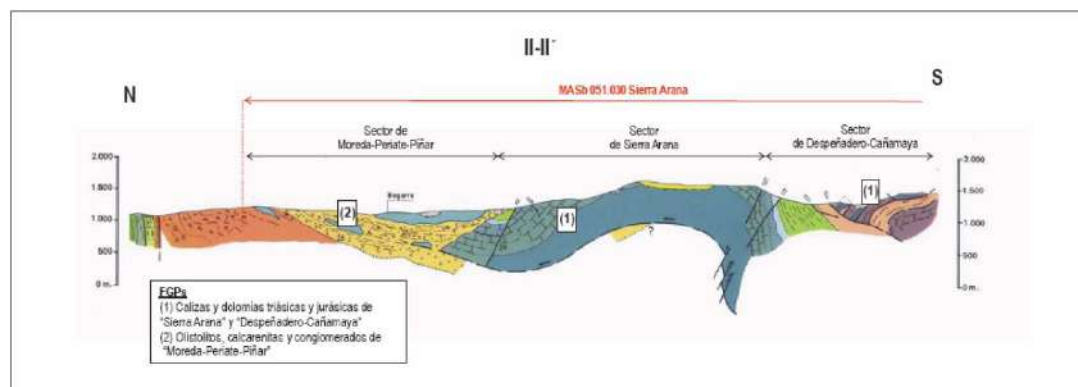 II-II´
N
S
MASb 051.030 Sierra Arana
Sector de
Moreda-Periate-Piñar
Sector
de Sierra Arana
Sector
de Despeñadero-Cañamaya
2.000
1.500
1.000
500
0 m.
2.000
1.500
1.000
500
0 m.
(2)
(1)
(1)
?
FGPs
(1) Calizas y dolomías triásicas y jurásicas de
"Sierra Arana" y "Despeñadero-Cañamaya"
(2) Olistolitos, calcarenitas y conglomerados de
"Moreda-Periate-Piñar"